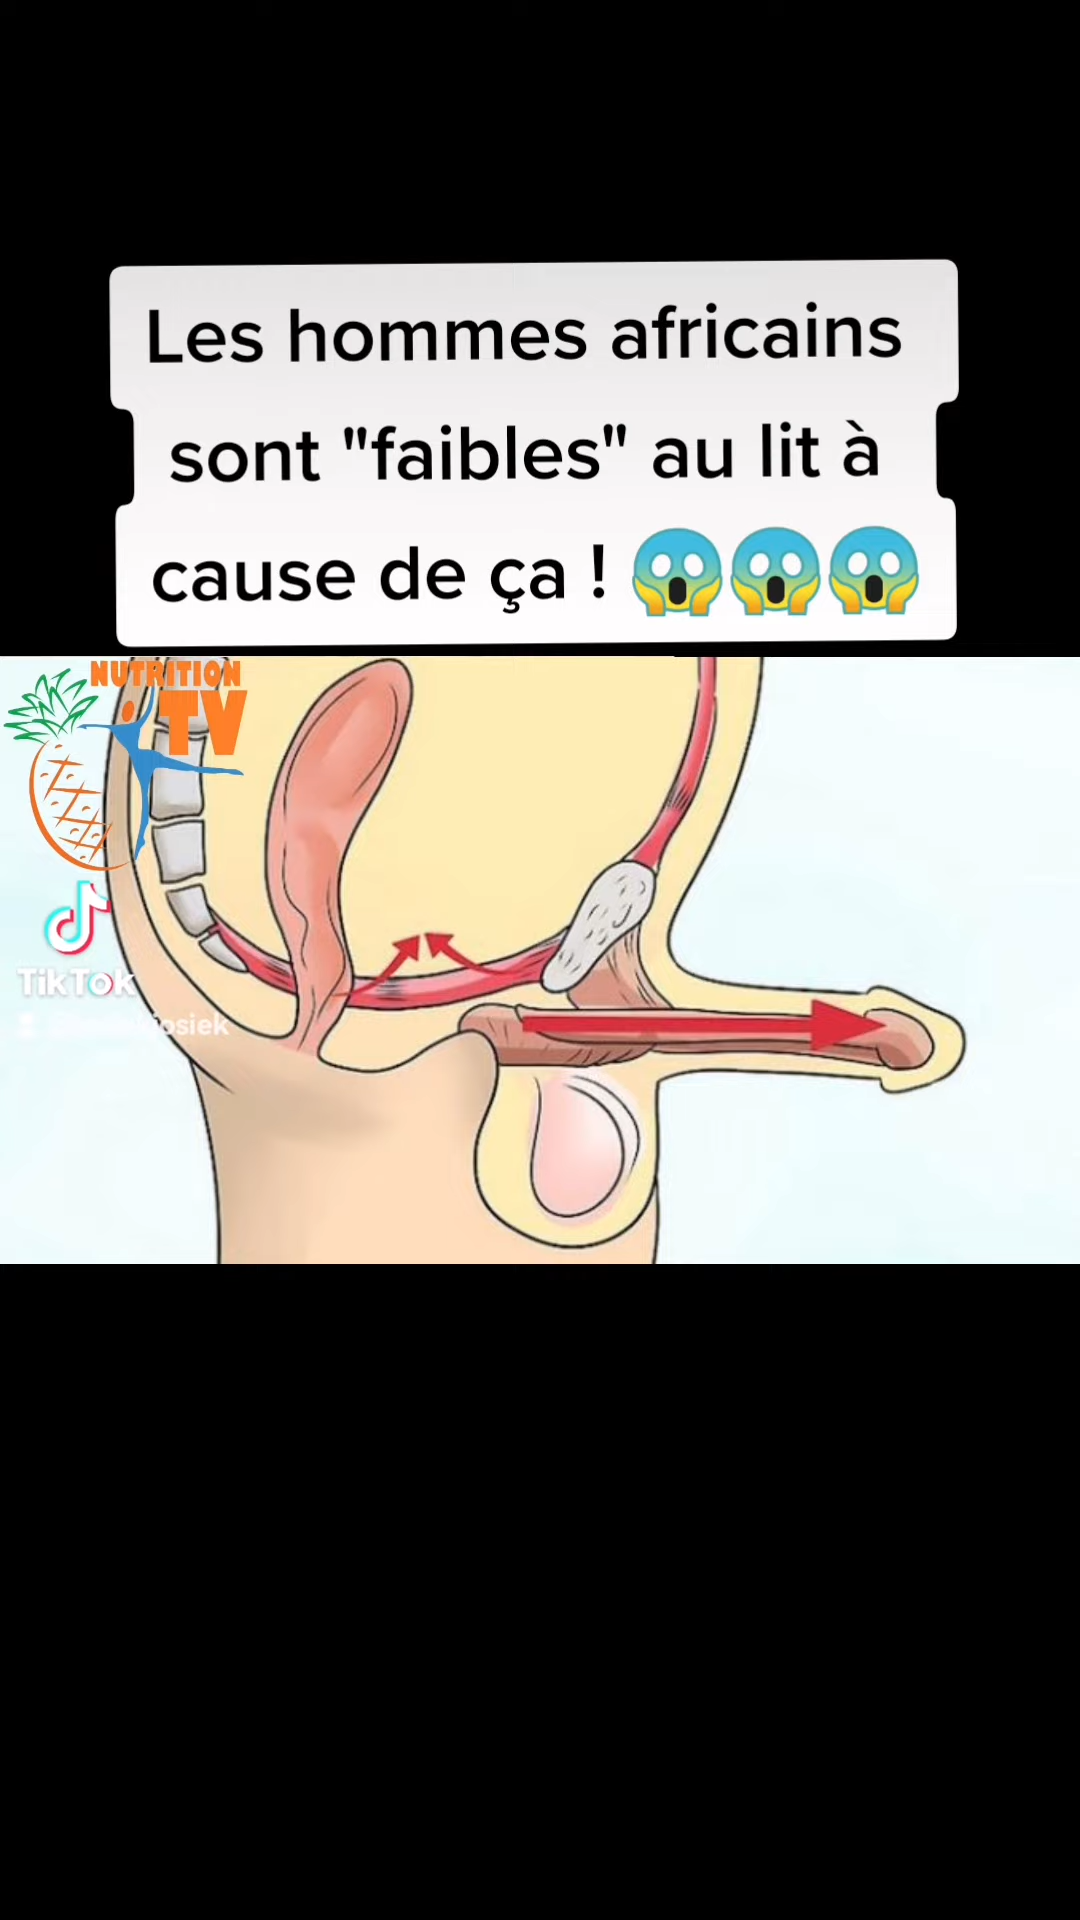 Les hommes africains
sont "faibles" au lit à
cause de ça ! 😱😱😱
NUTRITION
TV
TikTok